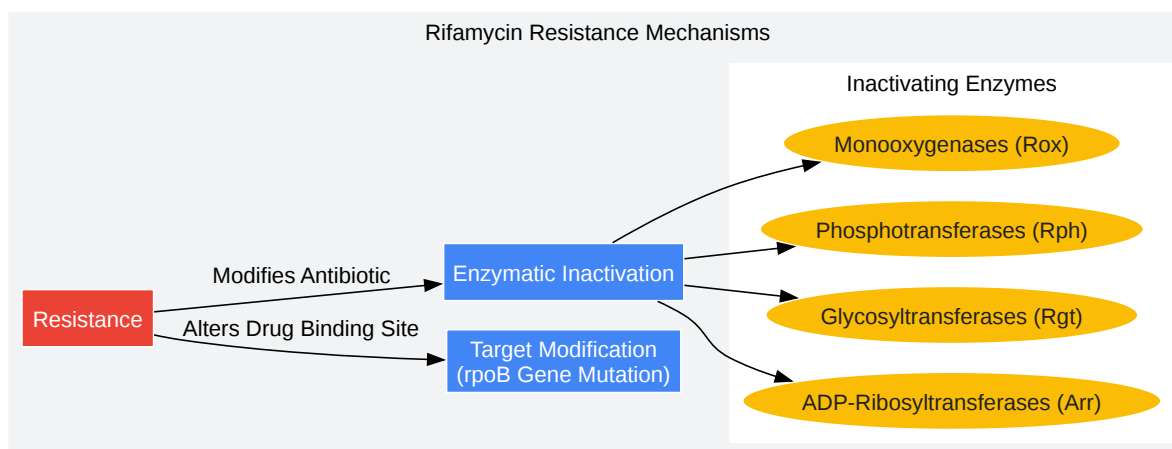 Rifamycin Resistance Mechanisms
Inactivating Enzymes
Monooxygenases (Rox)
Phosphotransferases (Rph)
Modifies Antibiotic
Enzymatic Inactivation
Resistance
Glycosyltransferases (Rgt)
Alters Drug Binding Site
Target Modification
(rpoB Gene Mutation)
ADP-Ribosyltransferases (Arr)